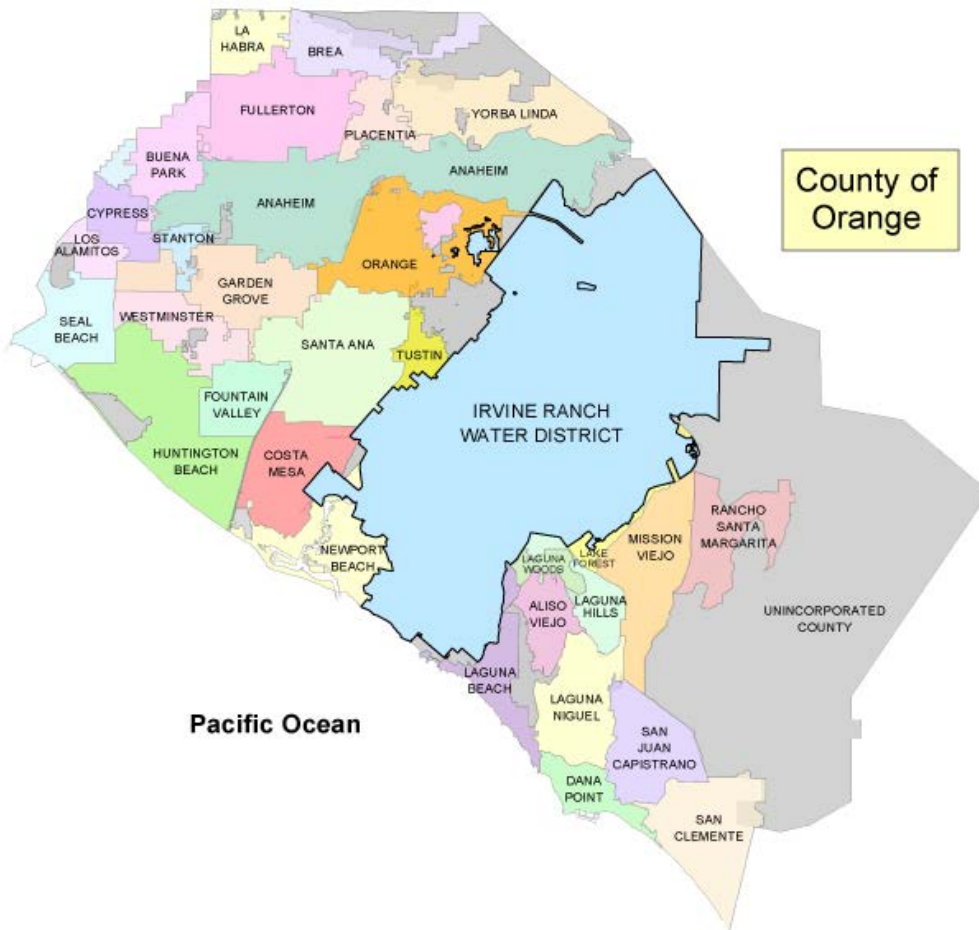 LA
HABRA
BREA
FULLERTON
PLACENTIA
YORBA LINDA
BUENA
PARK
ANAHEIM
ANAHEIM
County of
Orange
CYPRESS
LOS
ALAMITOS
STANTON
ORANGE
GARDEN
GROVE
SEAL
BEACH
WESTMINSTER
SANTA ANA
TUSTIN
FOUNTAIN
VALLEY
IRVINE RANCH
WATER DISTRICT
HUNTINGTON
BEACH
COSTA
MESA
NEWPORT
BEACH
LAGUNA
WOODS
LAKE
FOREST
MISSION
VIEJO
RANCHO
SANTA
MARGARITA
ALISO
VIEJO
LAGUNA
HILLS
UNINCORPORATED
COUNTY
LAGUNA
BEACH
LAGUNA
NIGUEL
Pacific Ocean
SAN
JUAN
CAPISTRANO
DANA
POINT
SAN
CLEMENTE